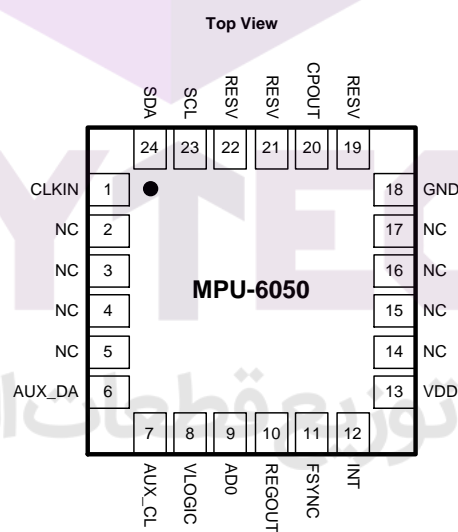 Top View
SDA
SCL
RESV
RESV
CPOUT
RESV
24 23 22 21 20 19
CLKIN 1 18 GND
NC 2 17 NC
NC 3 16 NC
MPU-6050
NC 4 15 NC
NC 5 14 NC
AUX_DA 6 13 VDD
7 8 9 10 11 12
AUX_CL
VLOGIC
AD0
REGOUT
FSYNC
INT
توزيع قطعات